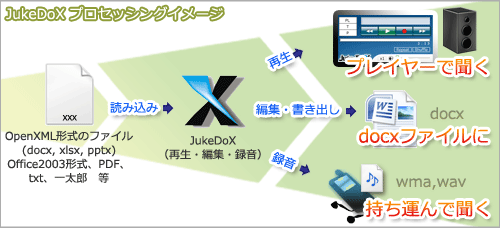 JukeDoX プロセッシングイメージ
xxx
OpenXML形式のファイル
(docx, xlsx, pptx)
Office2003形式、PDF、
txt、一太郎　等
読み込み
JukeDoX
（再生・編集・録音）
再生
プレイヤーで聞く
編集・書き出し
docx
docxファイルに
録音
wma,wav
持ち運んで聞く